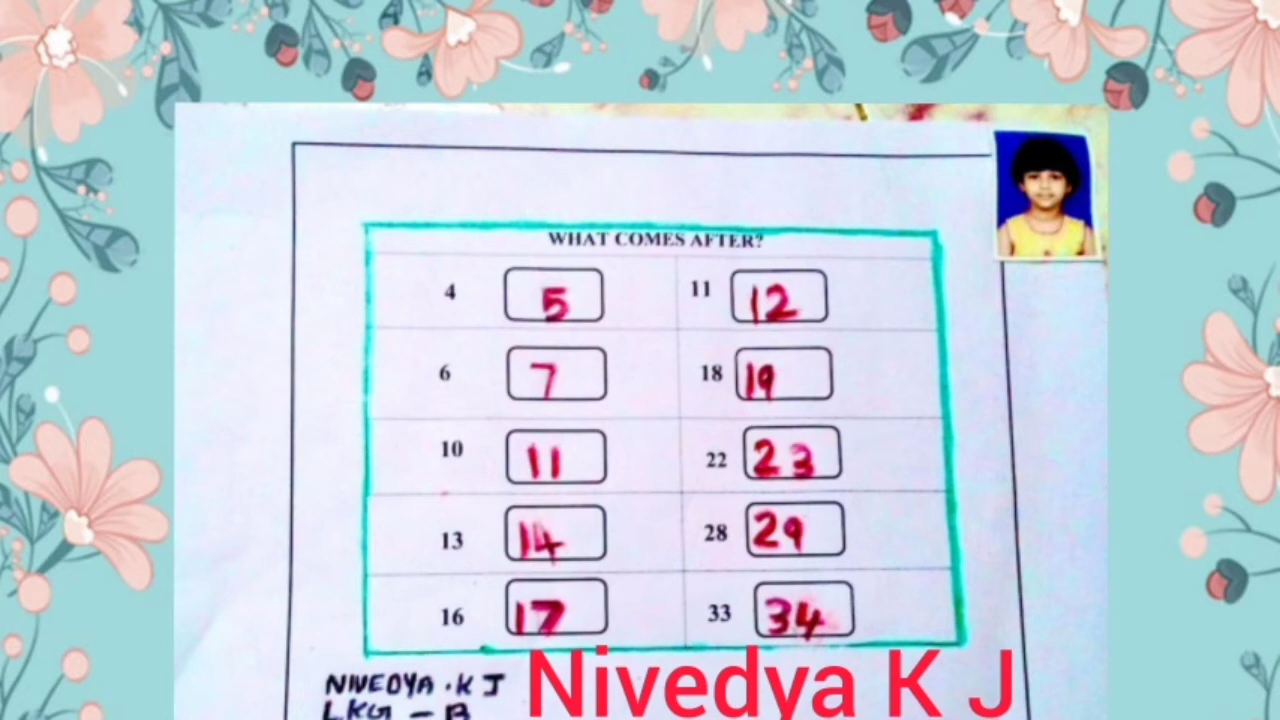 WHAT COMES AFTER?
4 5 11 12
6 7 18 19
10 11 22 23
13 14 28 29
16 17 33 34
NIVEDYA.K J
LKG - B
Nivedya K J